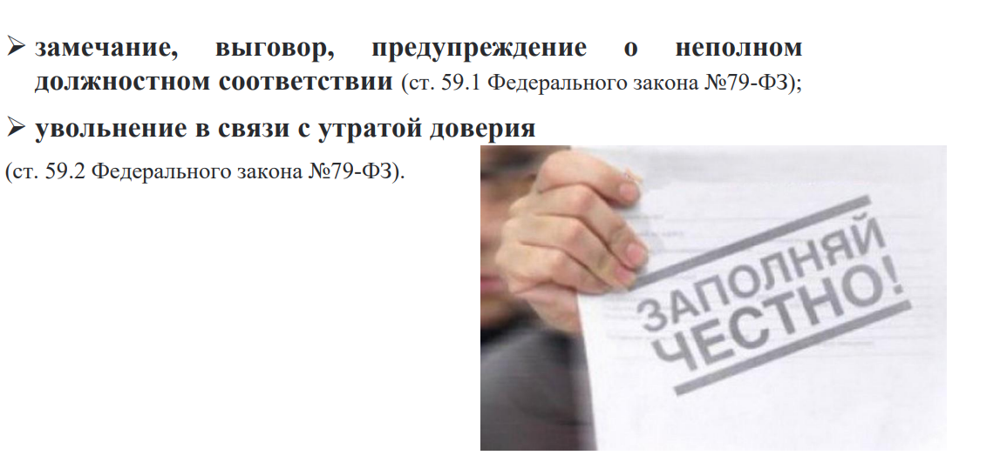 замечание, выговор, предупреждение о неполном
должностном соответствии (ст. 59.1 Федерального закона №79-ФЗ);
увольнение в связи с утратой доверия
(ст. 59.2 Федерального закона №79-ФЗ).
ЗАПОЛНЯЙ
ЧЕСТНО!